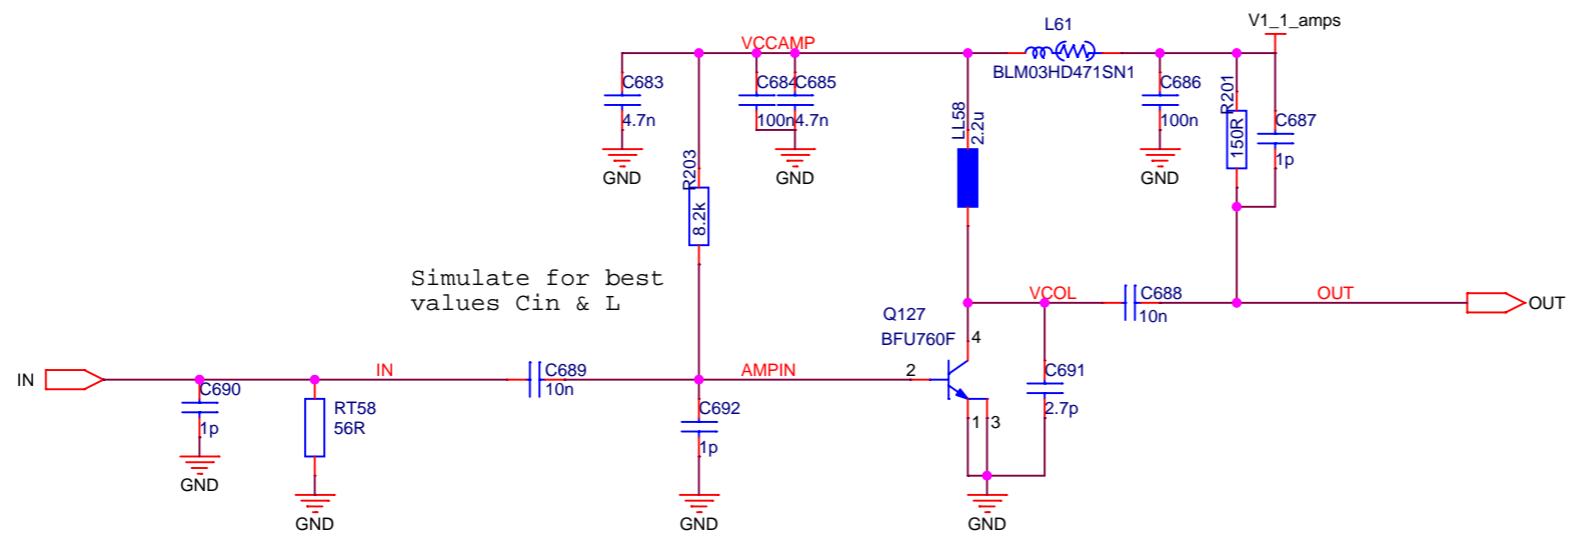 V1_1_amps
L61
VCCAMP
BLM03HD471SN1
C683
4.7n
GND
C684
100n
C685
4.7n
GND
LL58
2.2u
C686
100n
GND
R201
150R
C687
1p
R203
8.2k
Simulate for best
values Cin & L
VCOL
C688
10n
OUT
OUT
Q127
BFU760F
4
2
1
3
IN
IN
C689
10n
AMPIN
C691
2.7p
C690
1p
GND
RT58
56R
GND
C692
1p
GND
GND